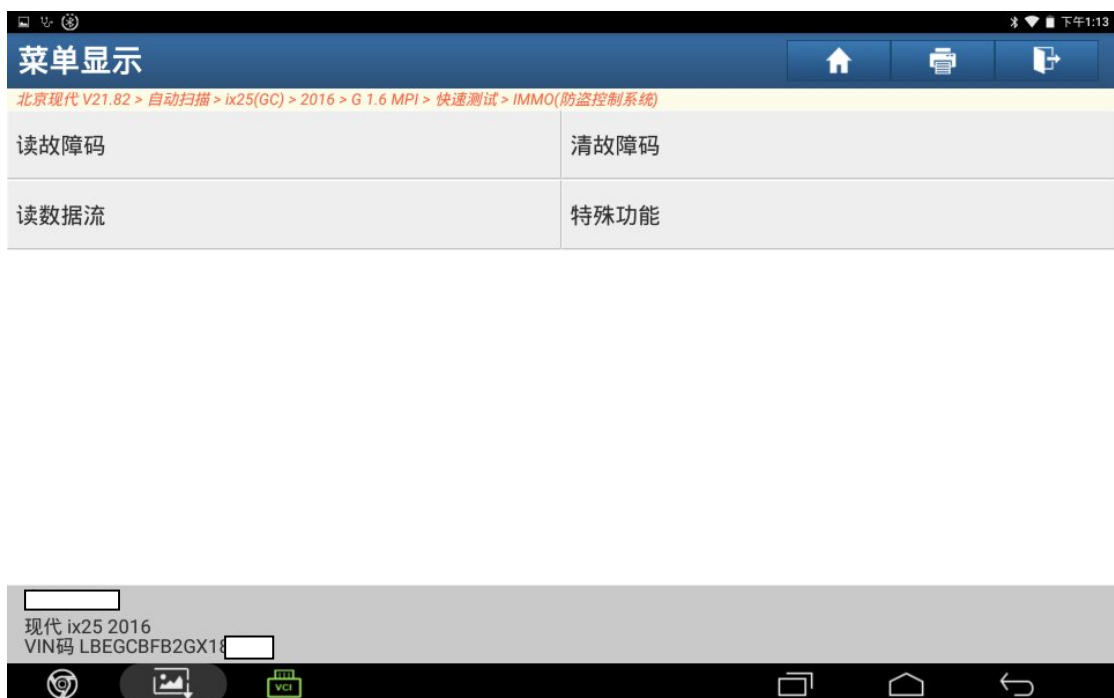 下午1:13
菜单显示
北京现代 V21.82 > 自动扫描 > ix25(GC) > 2016 > G 1.6 MPI > 快速测试 > IMMO(防盗控制系统)
读故障码
清故障码
读数据流
特殊功能
现代 ix25 2016
VIN码 LBEGCBFB2GX18
VCI